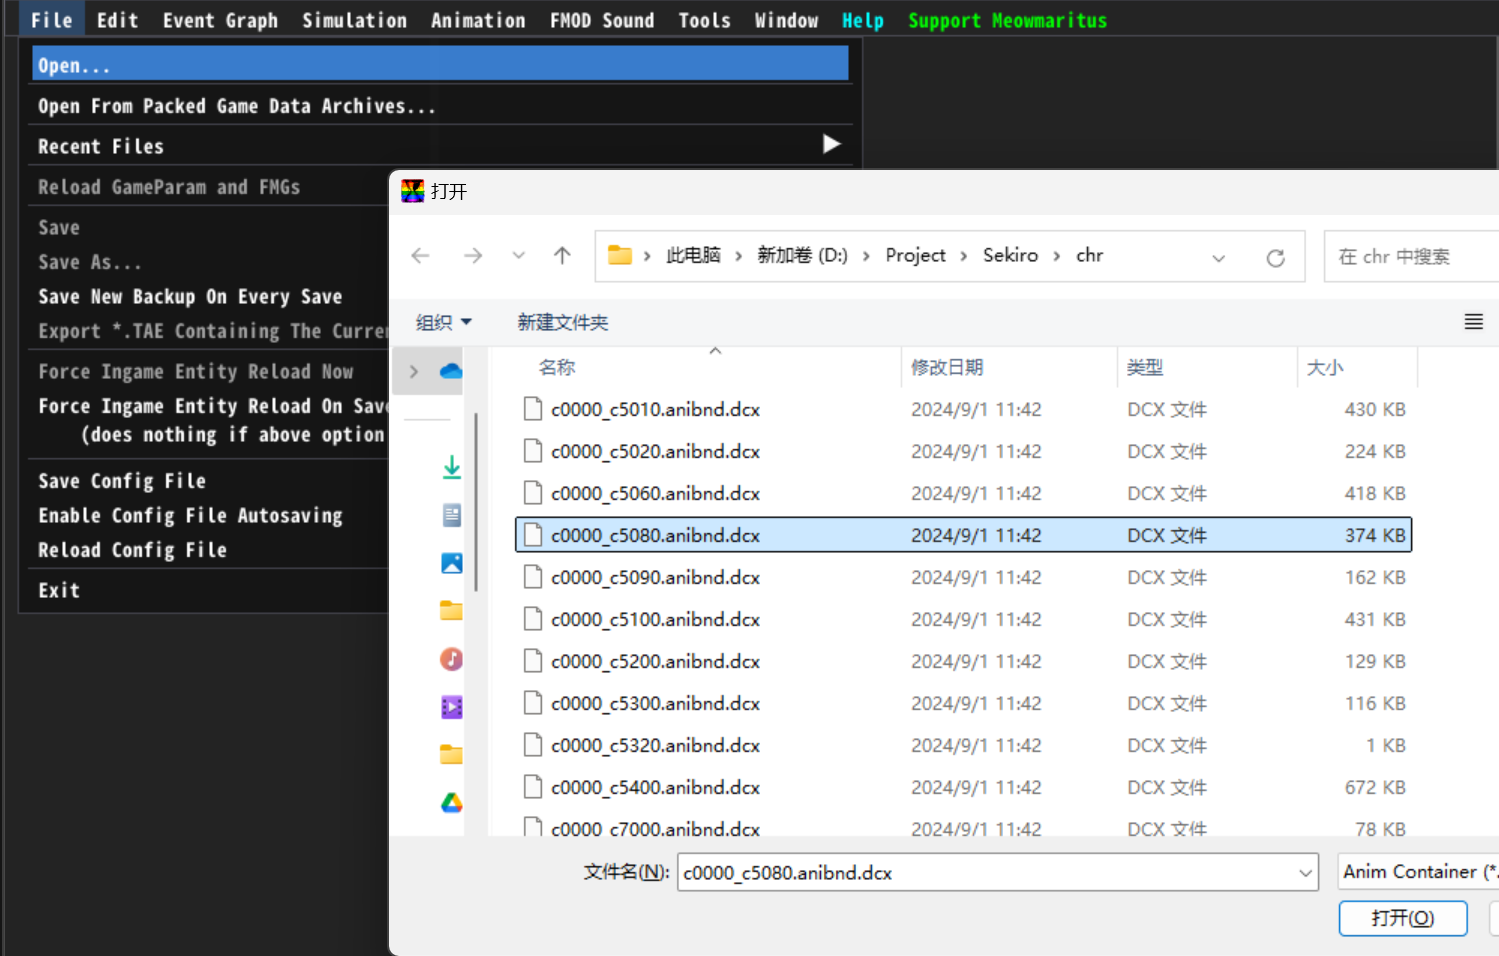 File Edit Event Graph Simulation Animation FMOD Sound Tools Window Help Support Meowmaritus
Open...
Open From Packed Game Data Archives...
Recent Files
Reload GameParam and FMGs
Save
Save As...
Save New Backup On Every Save
Export *.TAE Containing The Curre
Force Ingame Entity Reload Now
Force Ingame Entity Reload On Save
(does nothing if above option
Save Config File
Enable Config File Autosaving
Reload Config File
Exit
打开
此电脑 > 新加卷 (D:) > Project > Sekiro > chr
在 chr 中搜索
组织 新建文件夹
名称 修改日期 类型 大小
c0000_c5010.anibnd.dcx 2024/9/1 11:42 DCX 文件 430 KB
c0000_c5020.anibnd.dcx 2024/9/1 11:42 DCX 文件 224 KB
c0000_c5060.anibnd.dcx 2024/9/1 11:42 DCX 文件 418 KB
c0000_c5080.anibnd.dcx 2024/9/1 11:42 DCX 文件 374 KB
c0000_c5090.anibnd.dcx 2024/9/1 11:42 DCX 文件 162 KB
c0000_c5100.anibnd.dcx 2024/9/1 11:42 DCX 文件 431 KB
c0000_c5200.anibnd.dcx 2024/9/1 11:42 DCX 文件 129 KB
c0000_c5300.anibnd.dcx 2024/9/1 11:42 DCX 文件 116 KB
c0000_c5320.anibnd.dcx 2024/9/1 11:42 DCX 文件 1 KB
c0000_c5400.anibnd.dcx 2024/9/1 11:42 DCX 文件 672 KB
c0000_c7000.anibnd.dcx 2024/9/1 11:42 DCX 文件 78 KB
文件名(N): c0000_c5080.anibnd.dcx Anim Container (*.
打开(O)